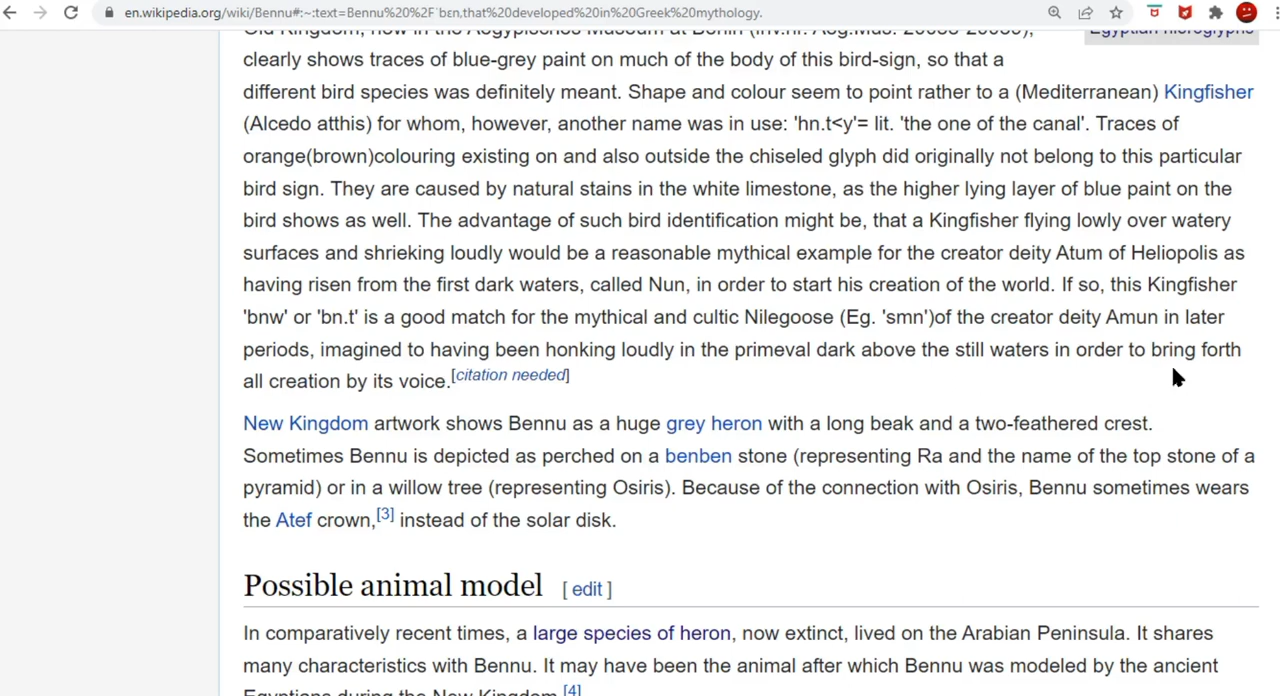 en.wikipedia.org/wiki/Bennu#:~:text=Bennu%20%2Fˈbɛn,that%20developed%20in%20Greek%20mythology.
Old Kingdom, now in the Aegyptisches Museum at Berlin (Inv.nr. Aeg.Mus.
Egyptian hieroglyphs
clearly shows traces of blue-grey paint on much of the body of this bird-sign, so that a
different bird species was definitely meant. Shape and colour seem to point rather to a (Mediterranean) Kingfisher
(Alcedo atthis) for whom, however, another name was in use: 'hn.t<y'= lit. 'the one of the canal'. Traces of
orange(brown)colouring existing on and also outside the chiseled glyph did originally not belong to this particular
bird sign. They are caused by natural stains in the white limestone, as the higher lying layer of blue paint on the
bird shows as well. The advantage of such bird identification might be, that a Kingfisher flying lowly over watery
surfaces and shrieking loudly would be a reasonable mythical example for the creator deity Atum of Heliopolis as
having risen from the first dark waters, called Nun, in order to start his creation of the world. If so, this Kingfisher
'bnw' or 'bn.t' is a good match for the mythical and cultic Nilegoose (Eg. 'smn')of the creator deity Amun in later
periods, imagined to having been honking loudly in the primeval dark above the still waters in order to bring forth
all creation by its voice.[citation needed]
New Kingdom artwork shows Bennu as a huge grey heron with a long beak and a two-feathered crest.
Sometimes Bennu is depicted as perched on a benben stone (representing Ra and the name of the top stone of a
pyramid) or in a willow tree (representing Osiris). Because of the connection with Osiris, Bennu sometimes wears
the Atef crown,[3] instead of the solar disk.
Possible animal model [ edit ]
In comparatively recent times, a large species of heron, now extinct, lived on the Arabian Peninsula. It shares
many characteristics with Bennu. It may have been the animal after which Bennu was modeled by the ancient
Egyptians during the New Kingdom.[4]